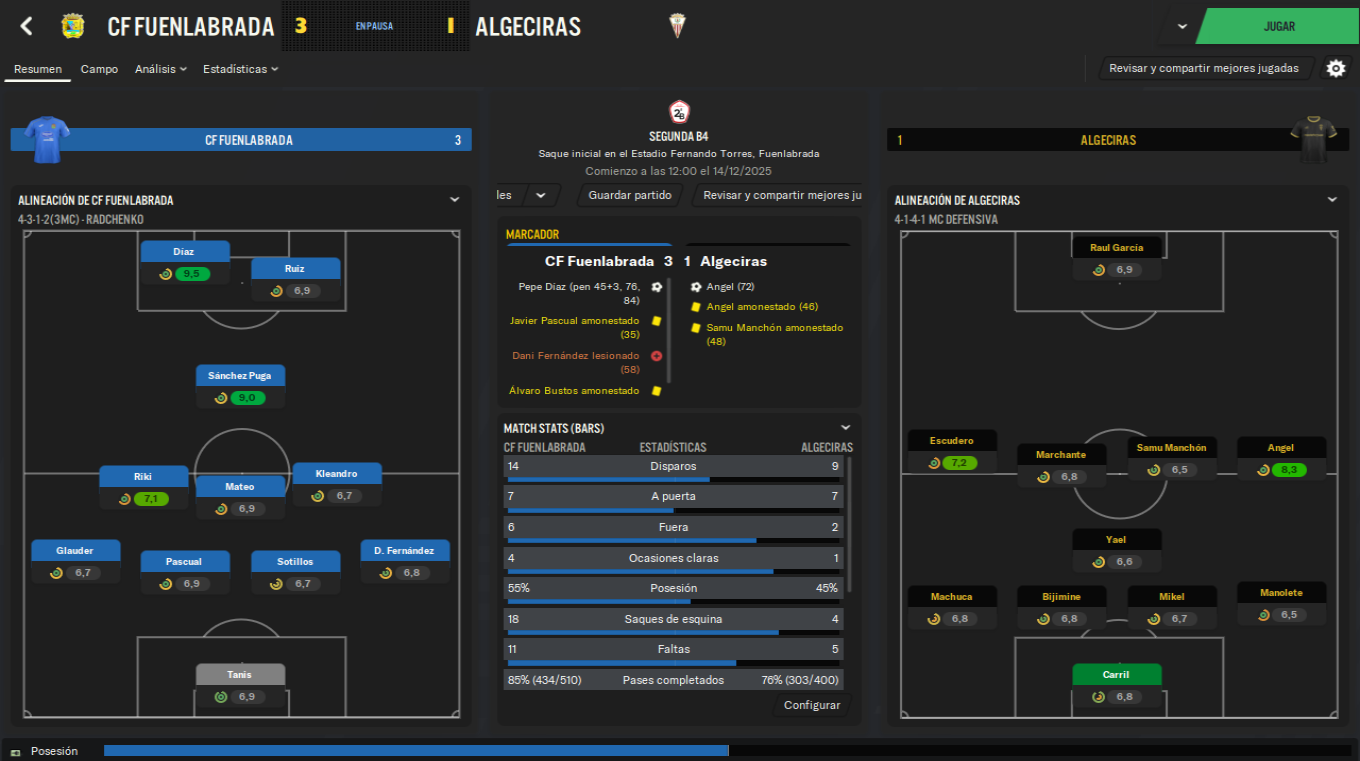 CF FUENLABRADA 3 EN PAUSA 1 ALGECIRAS
JUGAR
Resumen Campo Análisis Estadísticas
Revisar y compartir mejores jugadas
CF FUENLABRADA 3
ALINEACIÓN DE CF FUENLABRADA
4-3-1-2(3MC) - RADCHENKO
Díaz
9,5
Ruiz
6,9
Sánchez Puga
9,0
Kleandro
6,7
Riki
7,1
Mateo
6,9
Glauder
6,7
D. Fernández
6,8
Pascual
6,9
Sotillos
6,7
Tanis
6,9
2ªB
SEGUNDA B4
Saque inicial en el Estadio Fernando Torres, Fuenlabrada
Comienzo a las 12:00 el 14/12/2025
les Guardar partido Revisar y compartir mejores ju
MARCADOR
CF Fuenlabrada 3 1 Algeciras
Pepe Díaz (pen 45+3, 76,
84)
Javier Pascual amonestado
(35)
Dani Fernández lesionado
(58)
Álvaro Bustos amonestado
Angel (72)
Angel amonestado (46)
Samu Manchón amonestado
(48)
MATCH STATS (BARS)
CF FUENLABRADA ESTADÍSTICAS ALGECIRAS
14 Disparos 9
7 A puerta 7
6 Fuera 2
4 Ocasiones claras 1
55% Posesión 45%
18 Saques de esquina 4
11 Faltas 5
85% (434/510) Pases completados 76% (303/400)
Configurar
1 ALGECIRAS
ALINEACIÓN DE ALGECIRAS
4-1-4-1 MC DEFENSIVA
Raul García
6,9
Escudero
7,2
Marchante
6,8
Samu Manchón
6,5
Angel
8,3
Yael
6,6
Machuca
6,8
Bijimine
6,8
Mikel
6,7
Manolete
6,5
Carril
6,8
Posesión